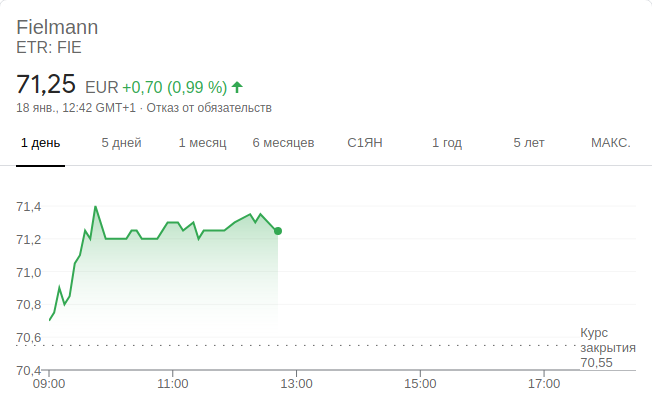 Fielmann
ETR: FIE
71,25 EUR +0,70 (0,99 %)
18 янв., 12:42 GMT+1 · Отказ от обязательств
1 день 5 дней 1 месяц 6 месяцев С1ЯН 1 год 5 лет МАКС.
71,4
71,2
71,0
70,8
70,6
70,4
Курс
закрытия
70,55
09:00 11:00 13:00 15:00 17:00